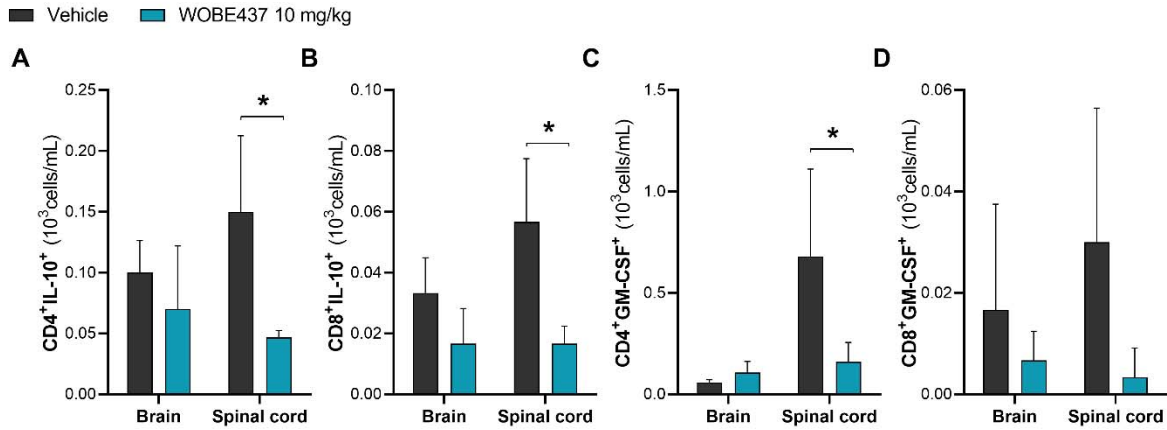 Vehicle WOBE437 10 mg/kg
A B C D
CD4+IL-10+ (10³cells/mL)
0.25
0.20
0.15
0.10
0.05
0.00
*
Brain Spinal cord
CD8+IL-10+ (10³cells/mL)
0.10
0.08
0.06
0.04
0.02
0.00
*
Brain Spinal cord
CD4+GM-CSF+ (10³cells/mL)
1.5
1.0
0.5
0.0
*
Brain Spinal cord
CD8+GM-CSF+ (10³cells/mL)
0.06
0.04
0.02
0.00
Brain Spinal cord